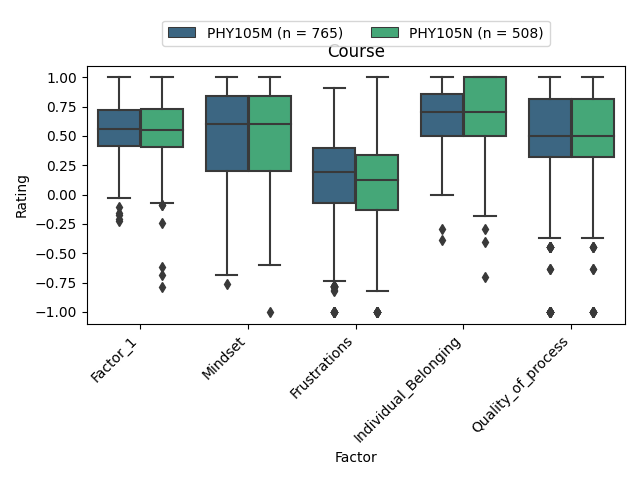 PHY105M (n = 765) PHY105N (n = 508)
Course
Rating
1.00
0.75
0.50
0.25
0.00
−0.25
−0.50
−0.75
−1.00
Factor_1
Mindset
Frustrations
Individual_Belonging
Quality_of_process
Factor